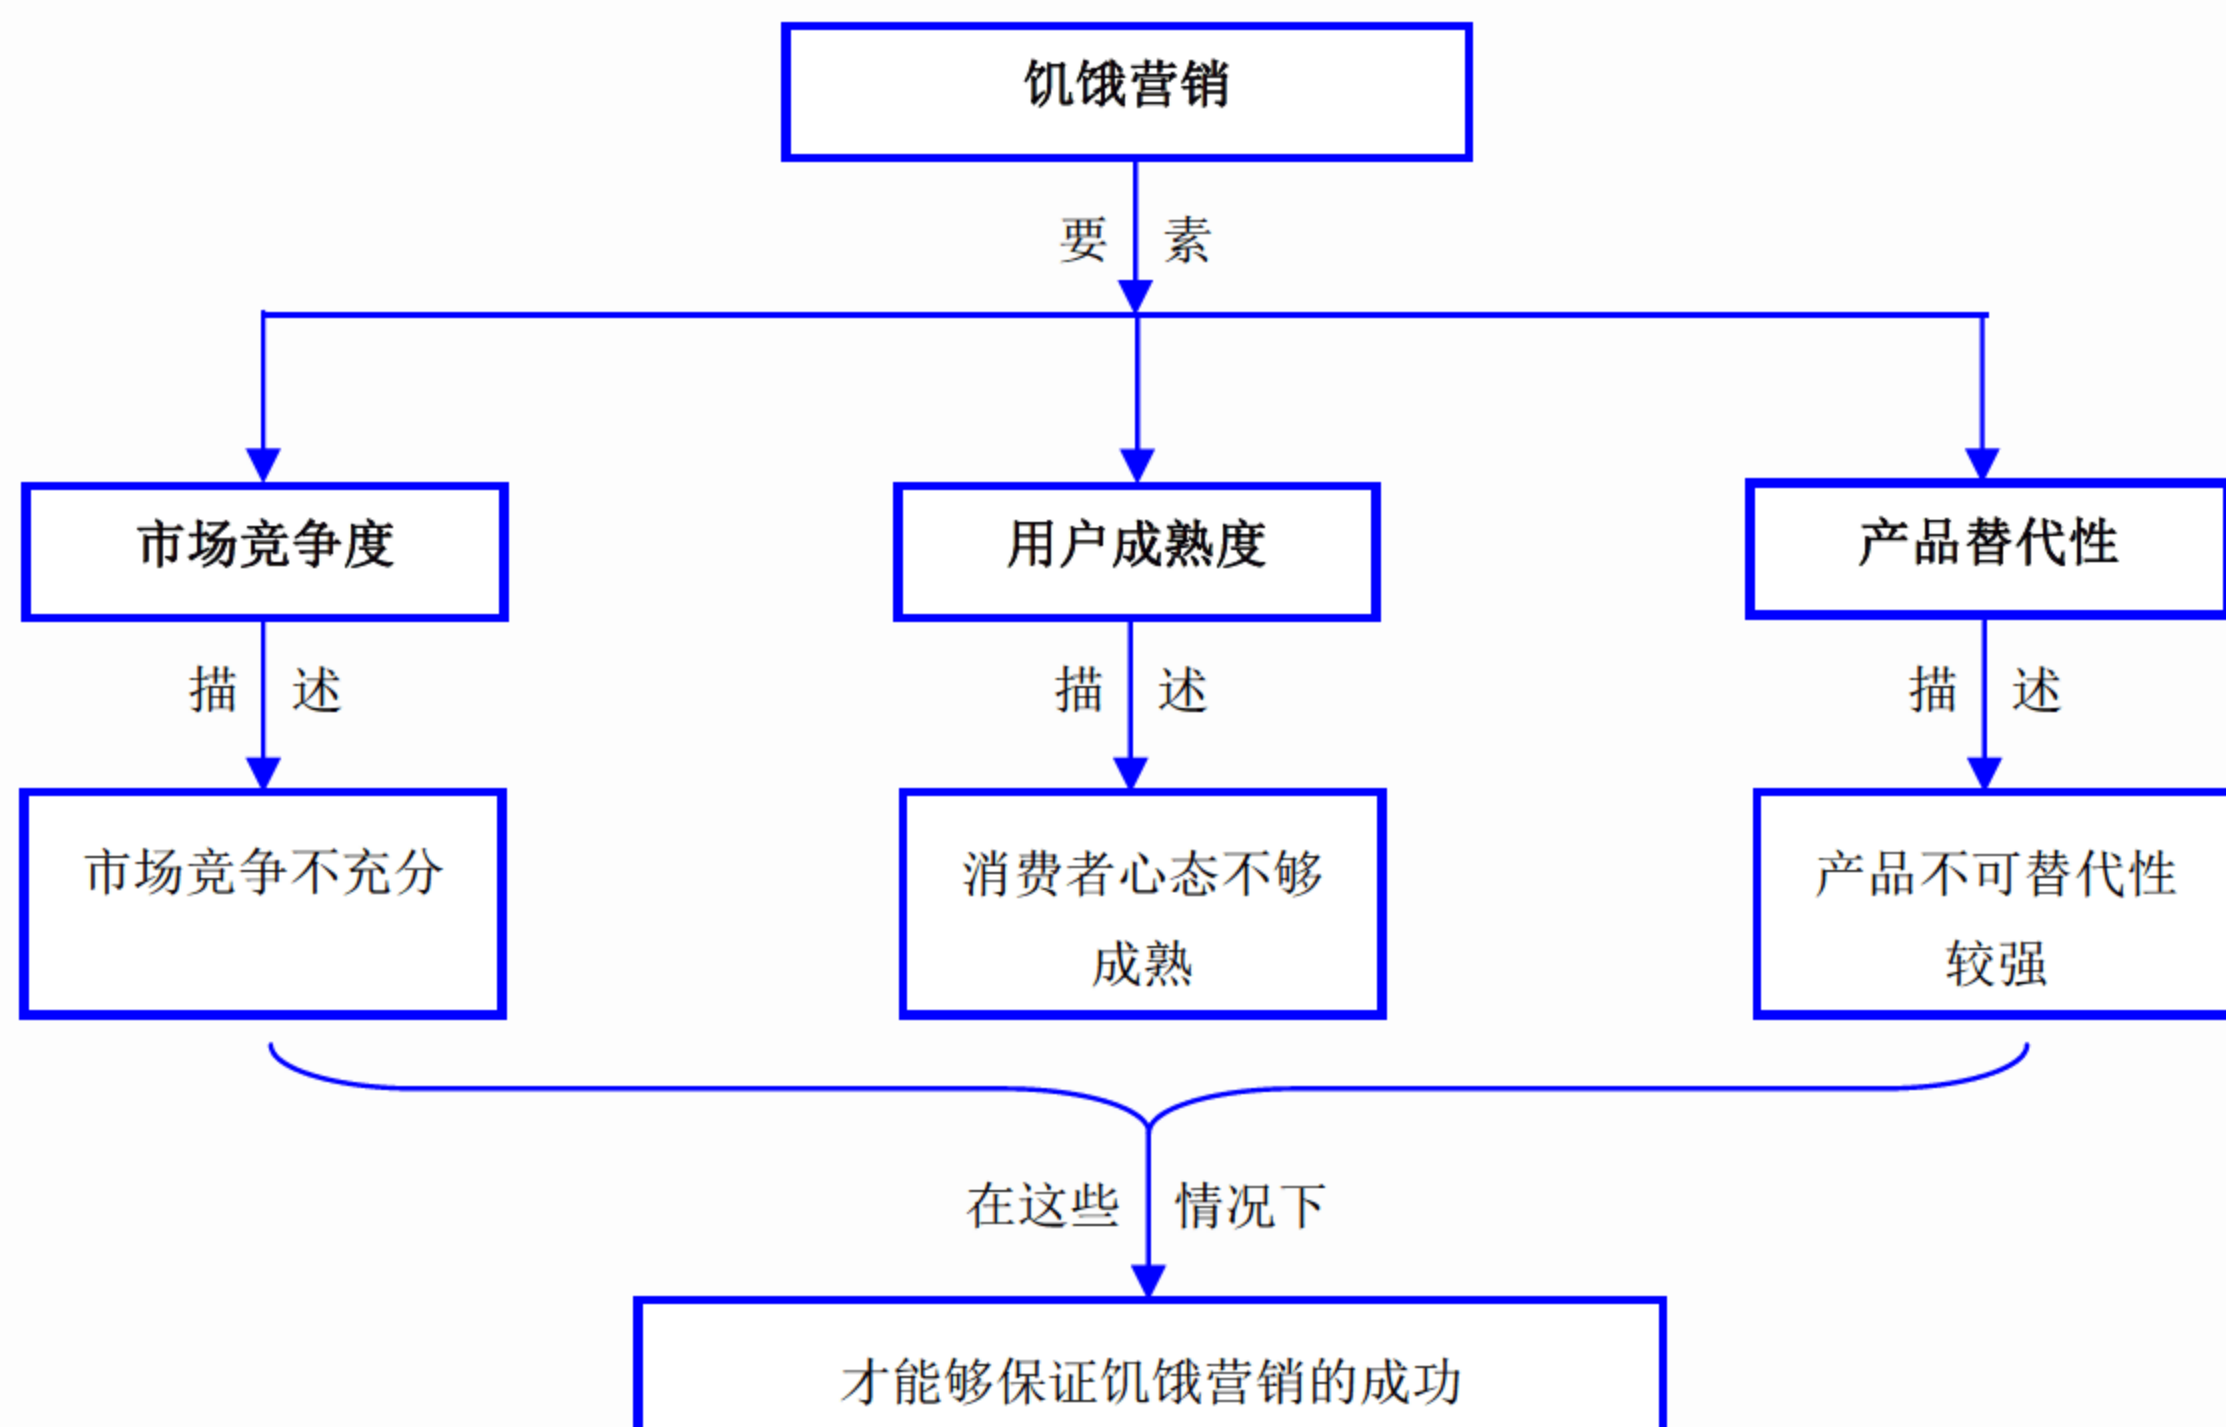 饥饿营销
要 素
市场竞争度
用户成熟度
产品替代性
描 述
描 述
描 述
市场竞争不充分
消费者心态不够
成熟
产品不可替代性
较强
在这些 情况下
才能够保证饥饿营销的成功